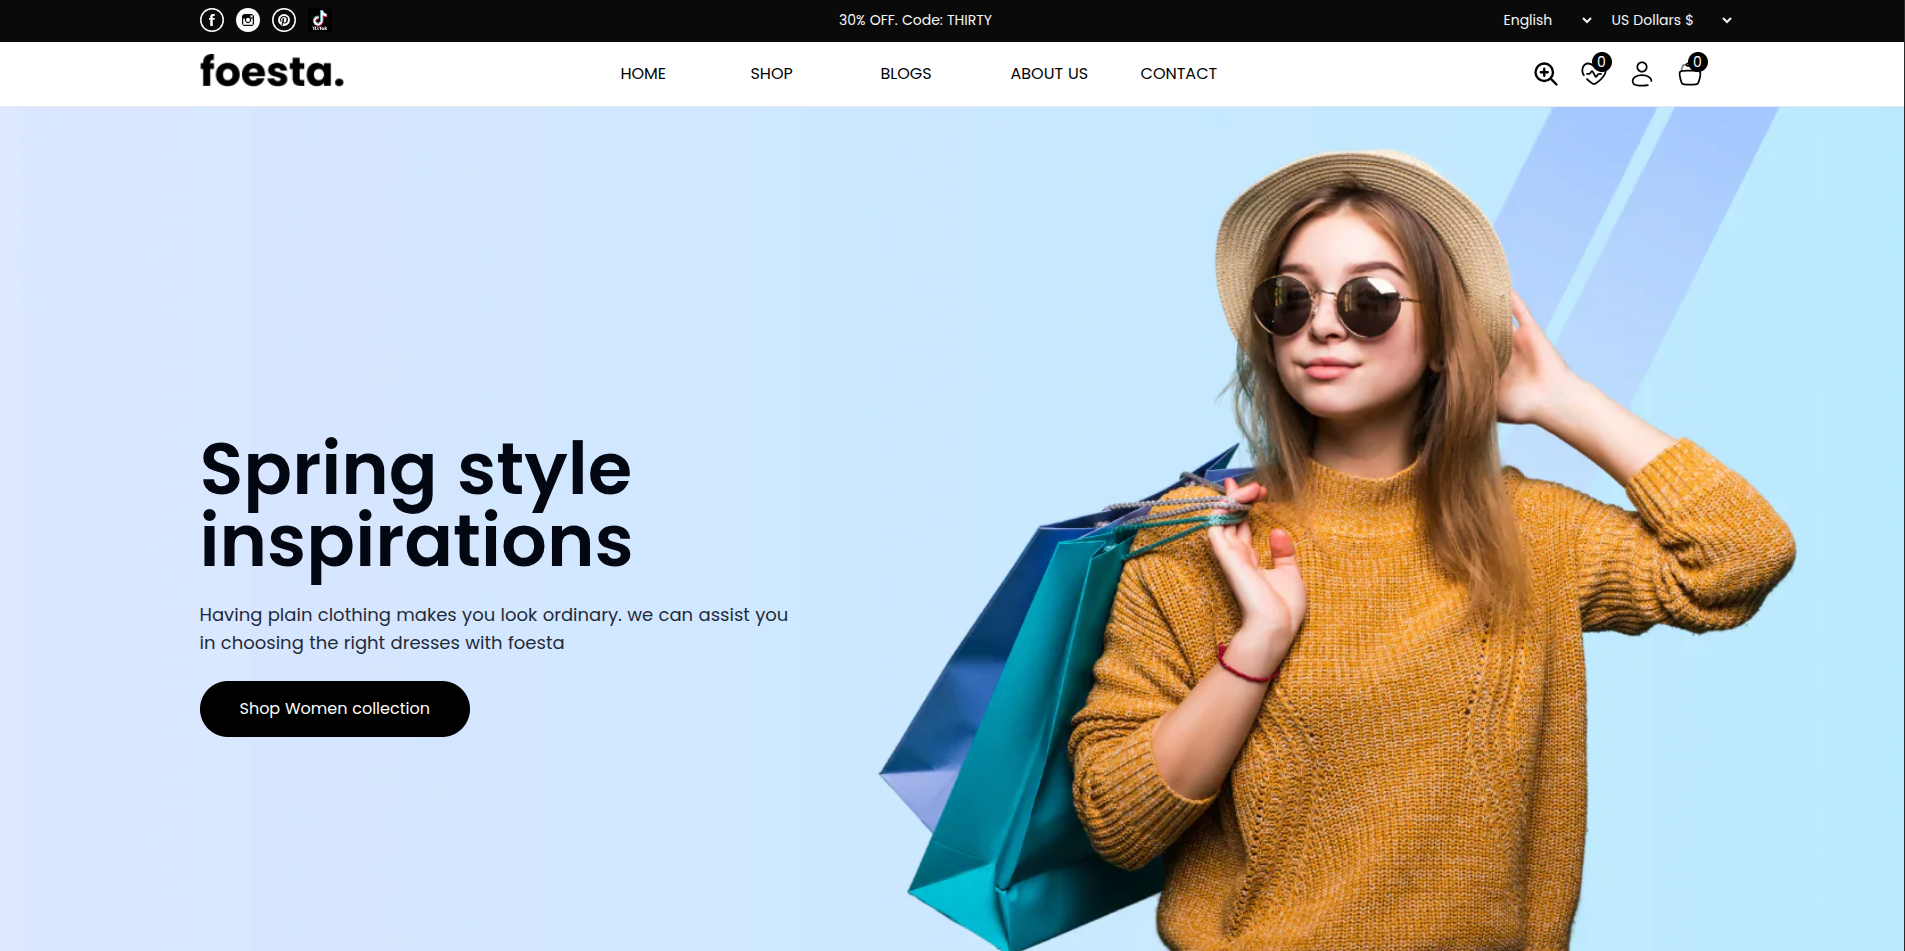 30% OFF. Code: THIRTY
English
US Dollars $
foesta.
HOME
SHOP
BLOGS
ABOUT US
CONTACT
0
0
Spring style
inspirations
Having plain clothing makes you look ordinary. we can assist you
in choosing the right dresses with foesta
Shop Women collection